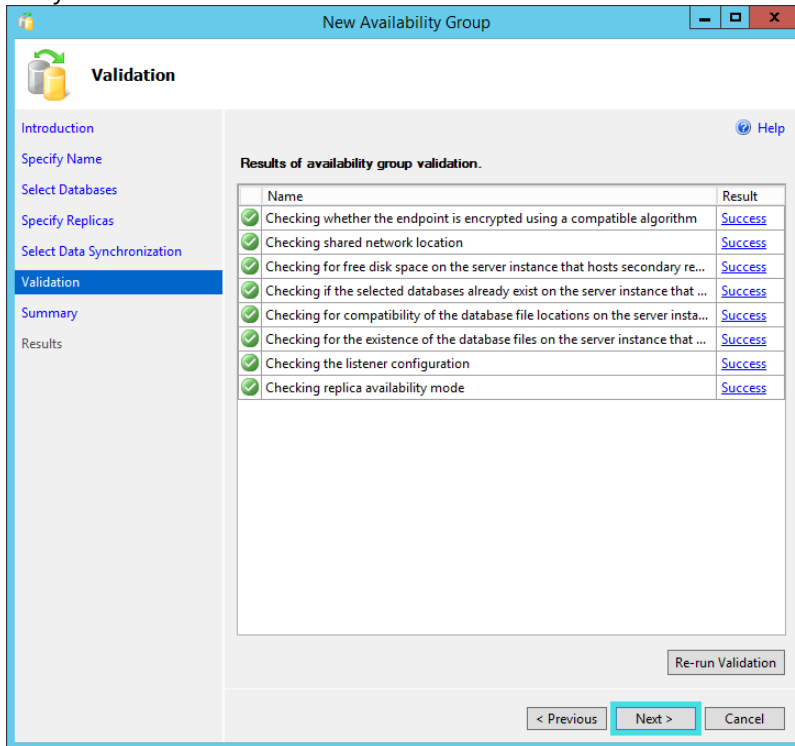 New Availability Group
Validation
Introduction
Specify Name
Select Databases
Specify Replicas
Select Data Synchronization
Validation
Summary
Results
Help
Results of availability group validation.
Name Result
Checking whether the endpoint is encrypted using a compatible algorithm Success
Checking shared network location Success
Checking for free disk space on the server instance that hosts secondary re... Success
Checking if the selected databases already exist on the server instance that ... Success
Checking for compatibility of the database file locations on the server insta... Success
Checking for the existence of the database files on the server instance that ... Success
Checking the listener configuration Success
Checking replica availability mode Success
Re-run Validation
< Previous Next > Cancel